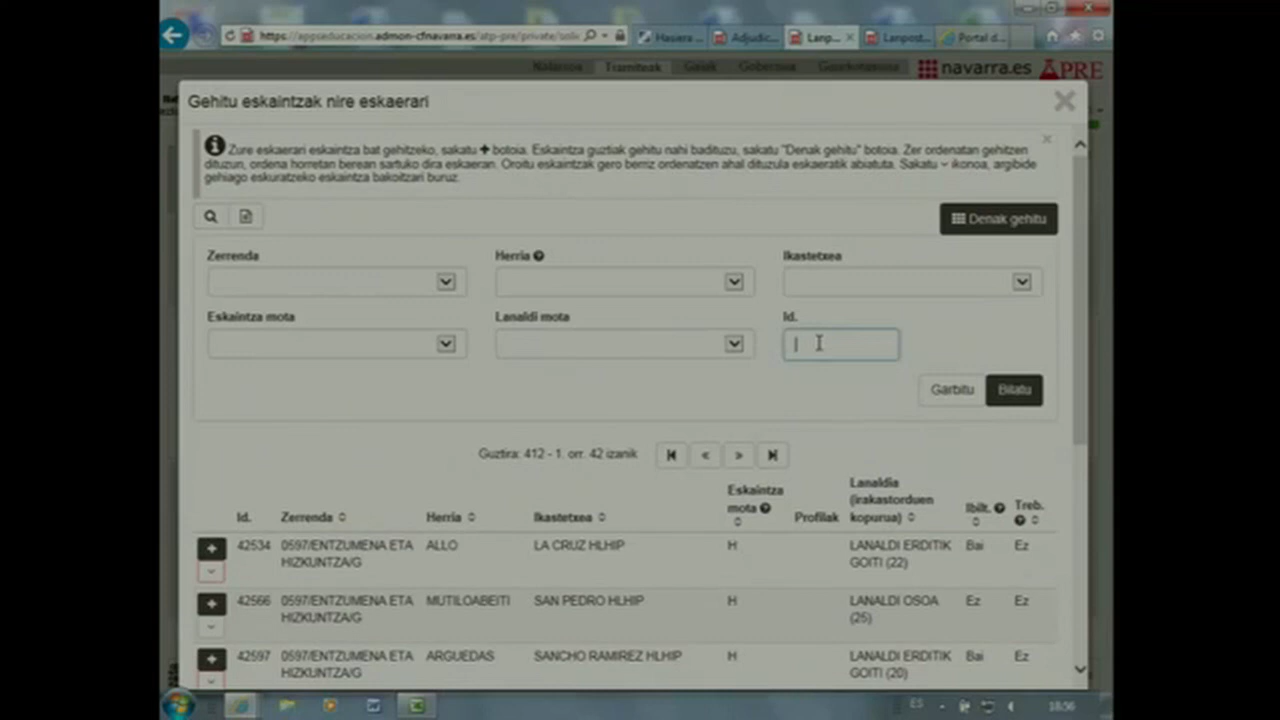 https://appseducacion.admon-cfnavarra.es/atp-pre/private/
Hasiera ...
Adjudic...
Lanp...
Lanpost...
Portal d...
Tramiteak
Gaiak
Gobernua
navarra.es
PRE
Gehitu eskaintzak nire eskaerari
Zure eskaerari eskaintza bat gehitzeko, sakatu + botoia. Eskaintza guztiak gehitu nahi badituzu, sakatu "Denak gehitu" botoia. Zer ordenatan gehitzen
dituzun, ordena horretan berean sartuko dira eskaeran. Oroitu eskaintzak gero berriz ordenatzen ahal dituzula eskaeratik abiatuta. Sakatu ikonoa, argibide
gehiago eskuratzeko eskaintza bakoitzari buruz.
Denak gehitu
Zerrenda
Herria
Ikastetxea
Eskaintza mota
Lanaldi mota
Id.
Garbitu
Bilatu
Guztira: 412 - 1. orr. 42 izanik
Id.
Zerrenda
Herria
Ikastetxea
Eskaintza
mota
Profilak
Lanaldia
(irakastorduen
kopurua)
Ibilt.
Treb.
42534
0597/ENTZUMENA ETA
HIZKUNTZA/G
ALLO
LA CRUZ HLHIP
H
LANALDI ERDITIK
GOITI (22)
Bai
Ez
42566
0597/ENTZUMENA ETA
HIZKUNTZA/G
MUTILOABEITI
SAN PEDRO HLHIP
H
LANALDI OSOA
(25)
Ez
Ez
42597
0597/ENTZUMENA ETA
HIZKUNTZA/G
ARGUEDAS
SANCHO RAMIREZ HLHIP
H
LANALDI ERDITIK
GOITI (20)
Bai
Ez
ES
18:56